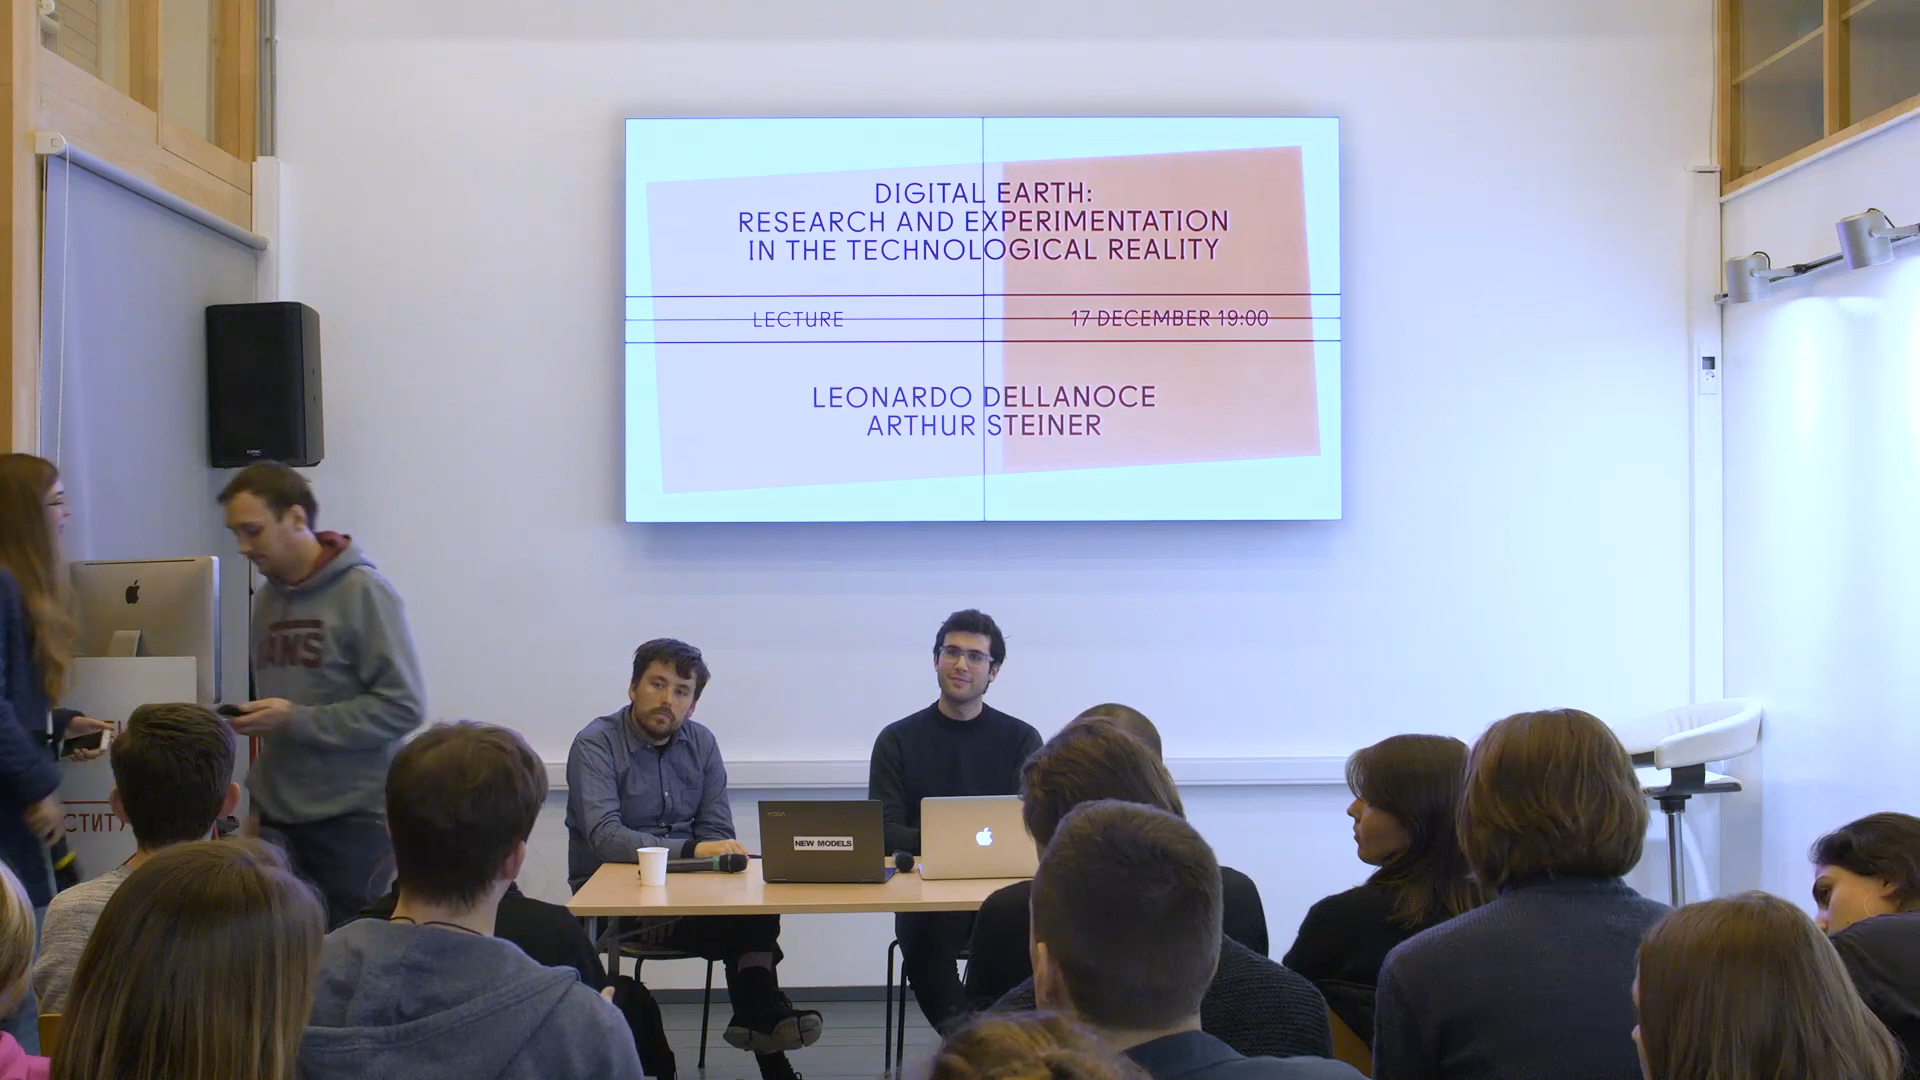 DIGITAL EARTH:
RESEARCH AND EXPERIMENTATION
IN THE TECHNOLOGICAL REALITY
LECTURE
17 DECEMBER 19:00
LEONARDO DELLANOCE
ARTHUR STEINER
YOGA
NEW MODELS